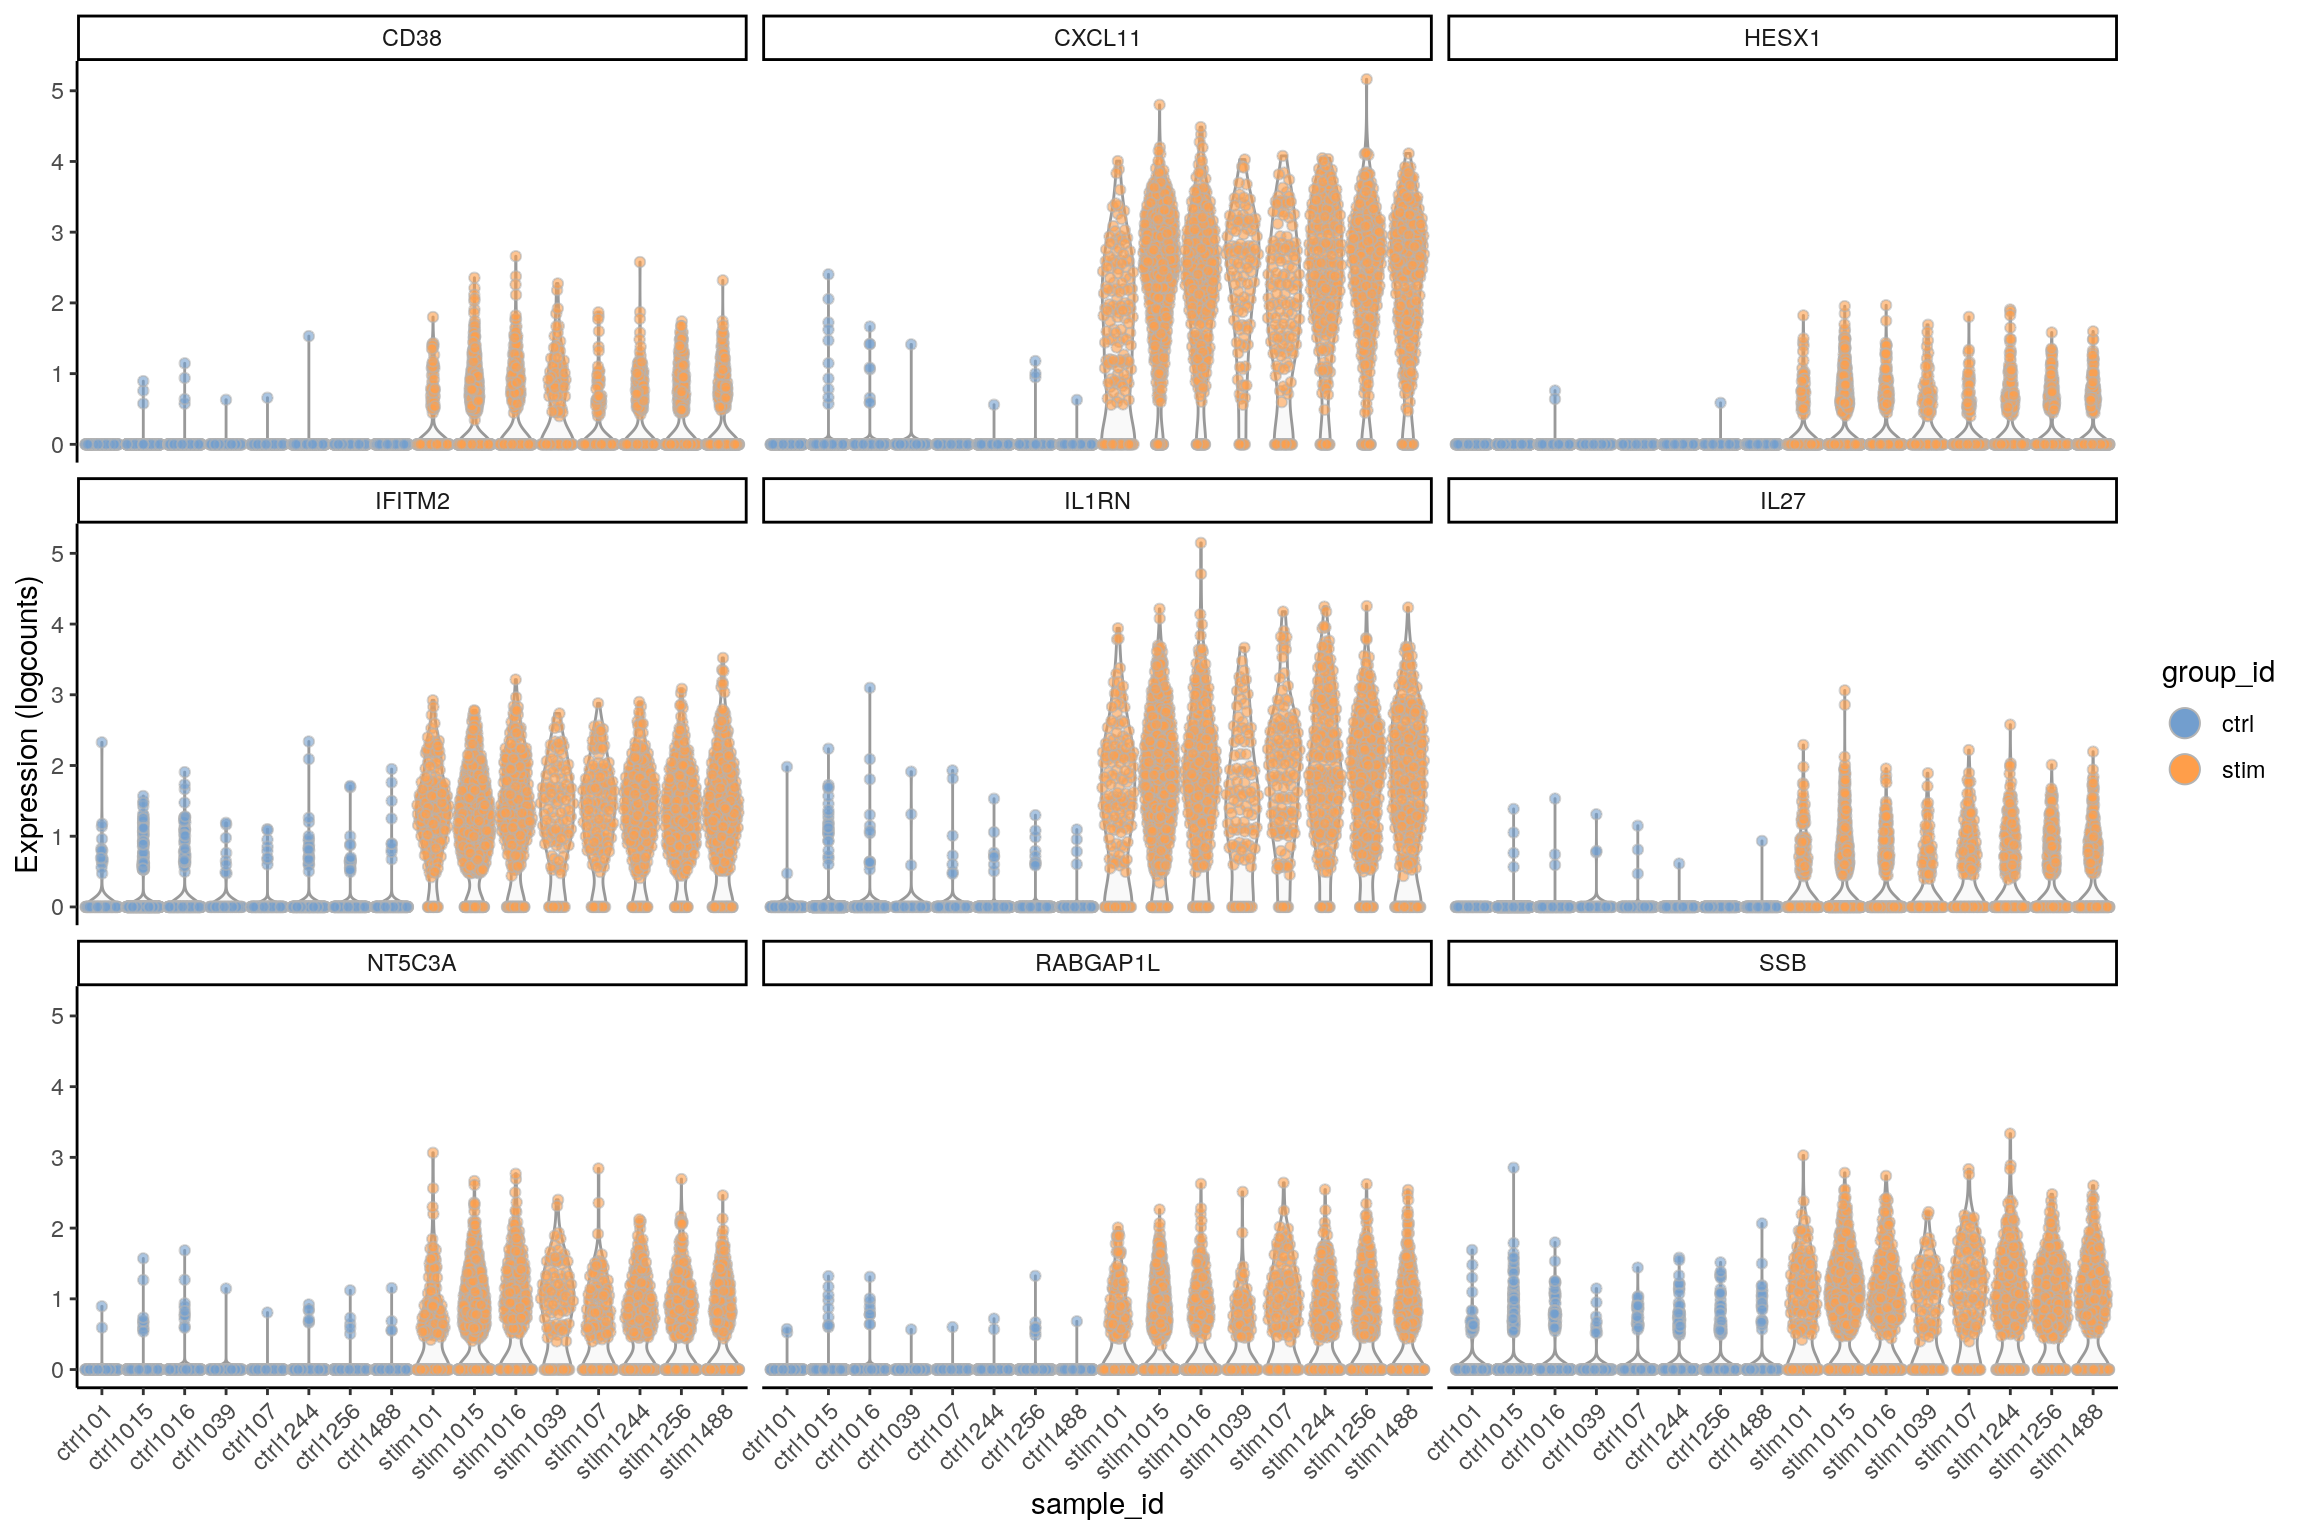 CD38 CXCL11 HESX1
5
4
3
2
1
0
IFITM2 IL1RN IL27
5
4
3
2
1
0
NT5C3A RABGAP1L SSB
5
4
3
2
1
0
Expression (logcounts)
ctrl101 ctrl1015 ctrl1016 ctrl1039 ctrl107 ctrl1244 ctrl1256 ctrl1488 stim101 stim1015 stim1016 stim1039 stim107 stim1244 stim1256 stim1488
ctrl101 ctrl1015 ctrl1016 ctrl1039 ctrl107 ctrl1244 ctrl1256 ctrl1488 stim101 stim1015 stim1016 stim1039 stim107 stim1244 stim1256 stim1488
ctrl101 ctrl1015 ctrl1016 ctrl1039 ctrl107 ctrl1244 ctrl1256 ctrl1488 stim101 stim1015 stim1016 stim1039 stim107 stim1244 stim1256 stim1488
sample_id
group_id
ctrl
stim